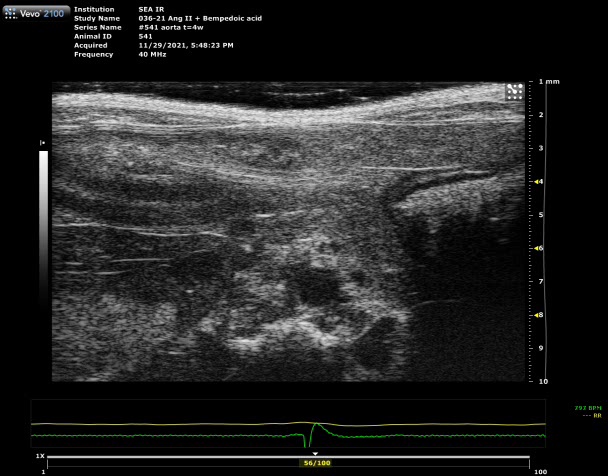 Vevo 2100
Institution SEA IR
Study Name 036-21 Ang II + Bempedoic acid
Series Name #541 aorta t=4w
Animal ID 541
Acquired 11/29/2021, 5:48:23 PM
Frequency 40 MHz
1 mm
2
3
4
5
6
7
8
9
10
292 BPM
--- RR
1X
56/100
1
100